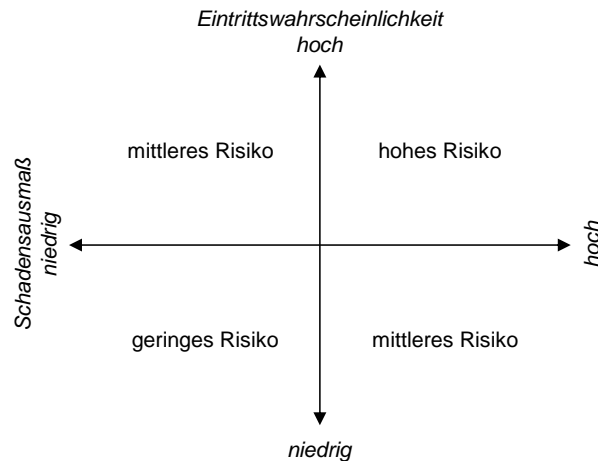 Eintrittswahrscheinlichkeit
hoch
mittleres Risiko
hohes Risiko
Schadensausmaß
niedrig
hoch
geringes Risiko
mittleres Risiko
niedrig